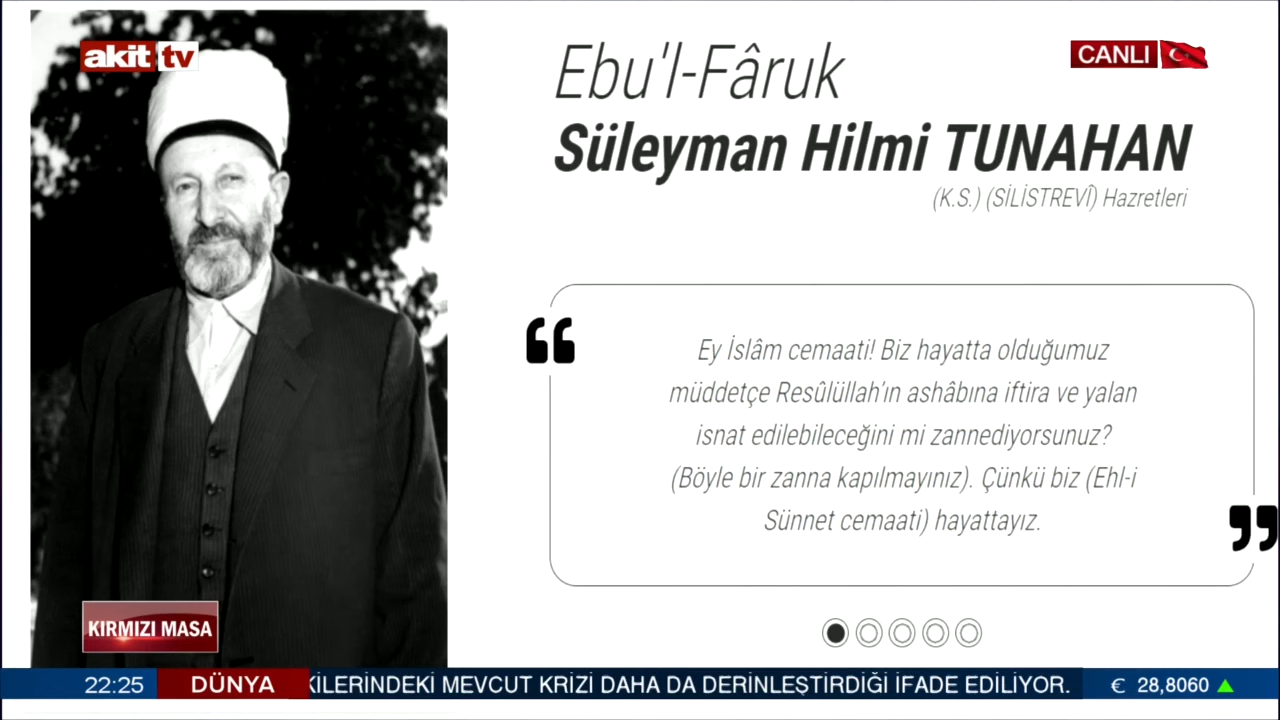 akit tv
CANLI
Ebu'l-Fâruk
Süleyman Hilmi TUNAHAN
(K.S.) (SİLİSTREVÎ) Hazretleri
❝
Ey İslâm cemaati! Biz hayatta olduğumuz
müddetçe Resûlüllah’ın ashâbına iftira ve yalan
isnat edilebileceğini mi zannediyorsunuz?
(Böyle bir zanna kapılmayınız). Çünkü biz (Ehl-i
Sünnet cemaati) hayattayız.
❞
KIRMIZI MASA
22:25 DÜNYA KİLERİNDEKİ MEVCUT KRİZİ DAHA DA DERİNLEŞTİRDİĞİ İFADE EDİLİYOR. € 28,8060